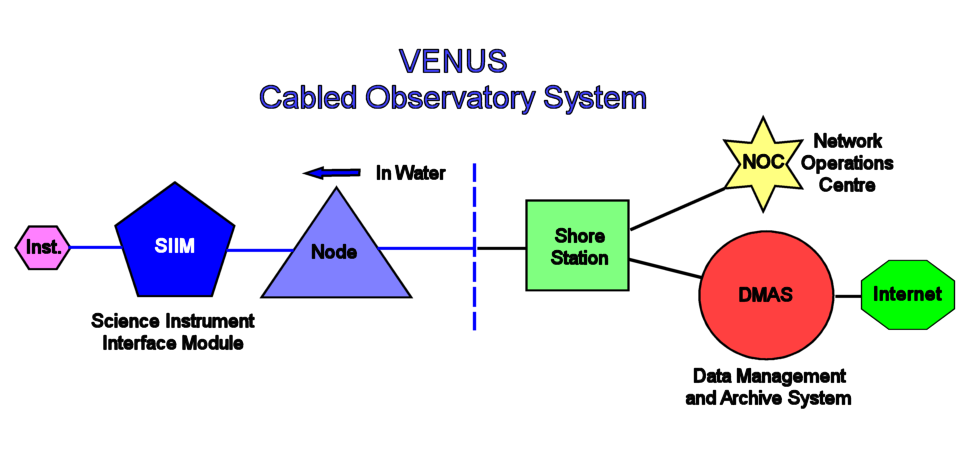 VENUS
Cabled Observatory System
In Water
Inst.
SIIM
Science Instrument
Interface Module
Node
Shore
Station
NOC
Network
Operations
Centre
DMAS
Data Management
and Archive System
Internet